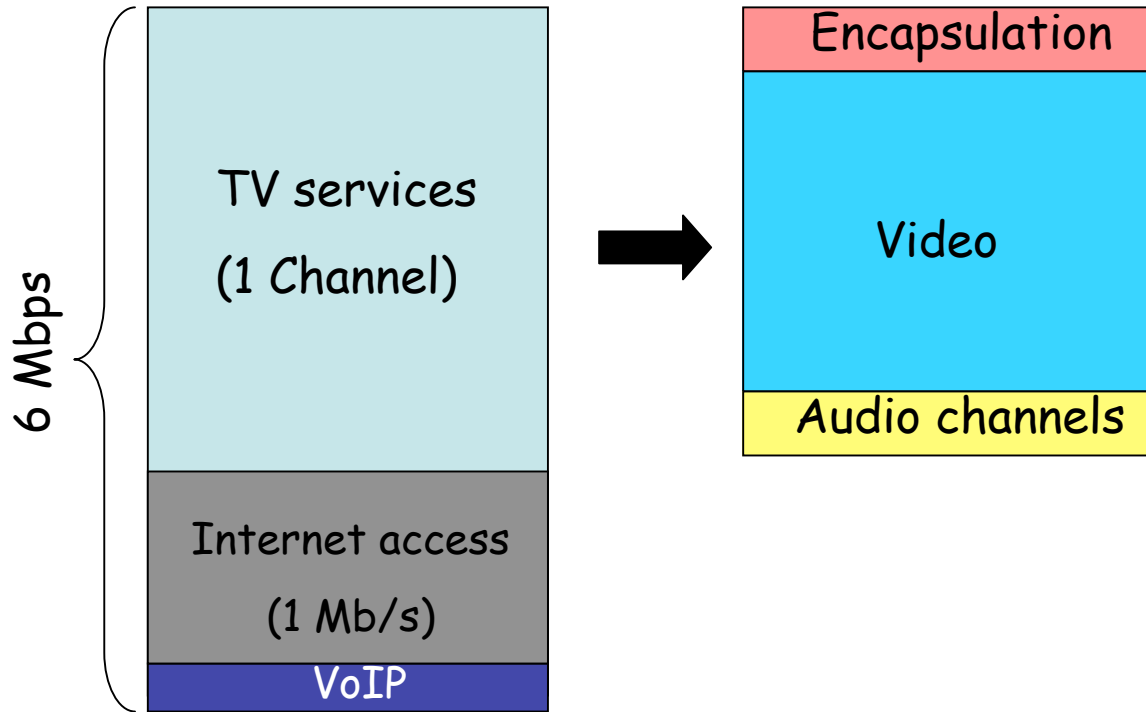 6 Mbps
TV services
(1 Channel)
Internet access
(1 Mb/s)
VoIP
Encapsulation
Video
Audio channels